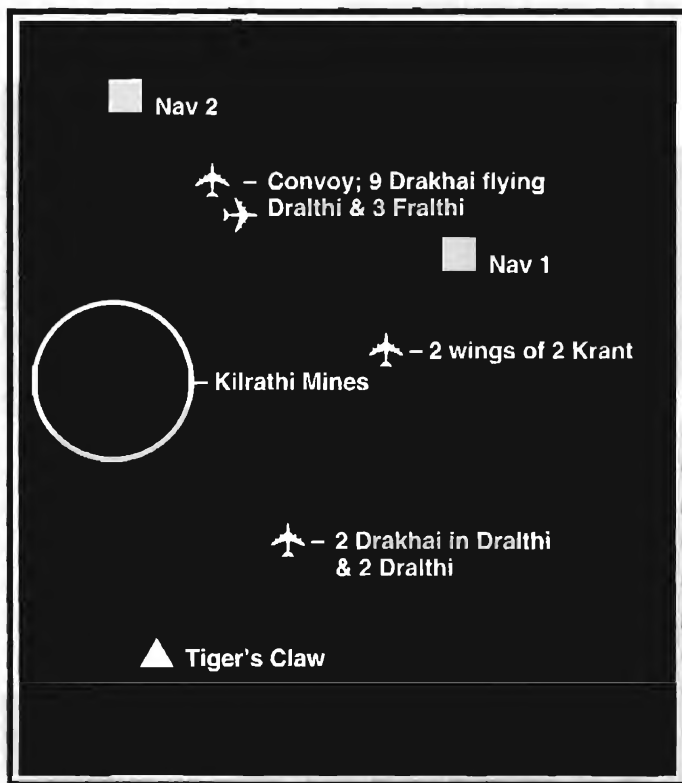 Nav 2
– Convoy; 9 Drakhai flying
Dralthi & 3 Fralthi
Nav 1
– 2 wings of 2 Krant
– Kilrathi Mines
– 2 Drakhai in Dralthi
& 2 Dralthi
Tiger's Claw